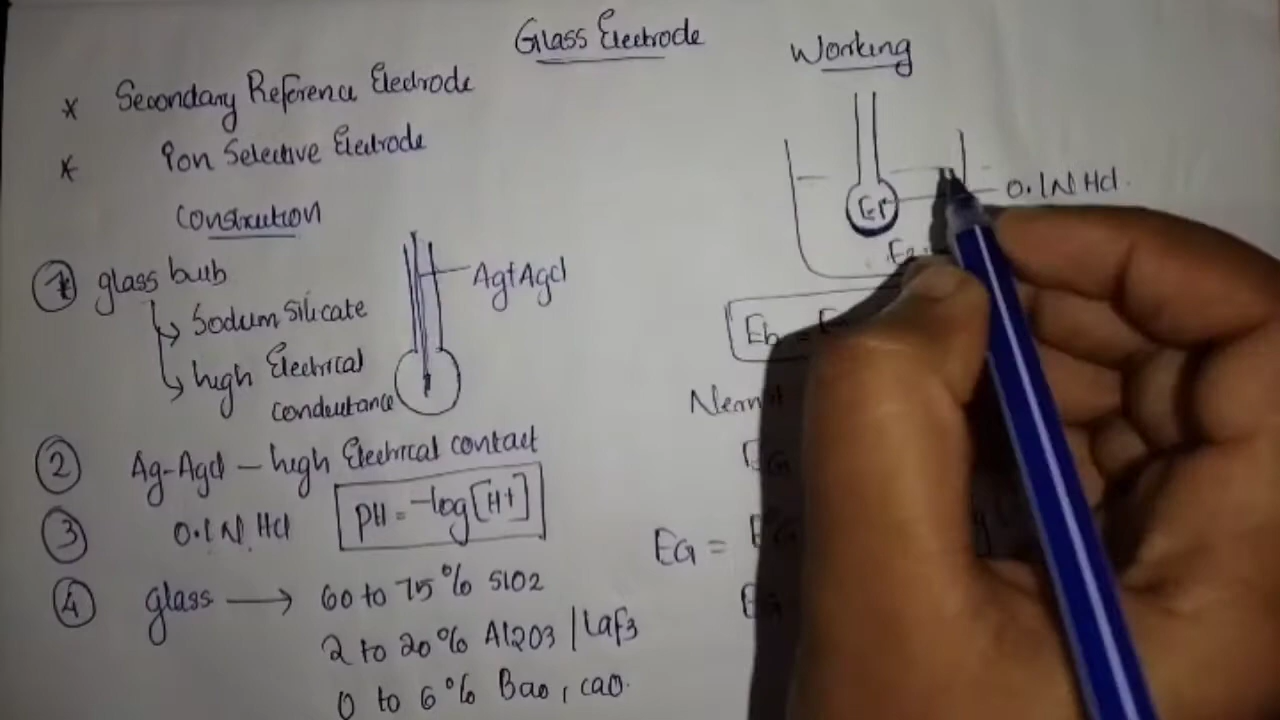 Glass Electrode
* Secondary Reference Electrode
* Ion Selective Electrode
Construction
① glass bulb
↳ Sodium Silicate
↳ high Electrical
conductance
Ag+Agcl
② Ag-Agcl – high Electrical contact
③ 0.1N HCl
PH = -log[H+]
④ glass → 60 to 75% SiO2
2 to 20% Al2O3 / LaF3
0 to 6% Bao, cao.
Working
0.1N HCl.
Eb =
EG =